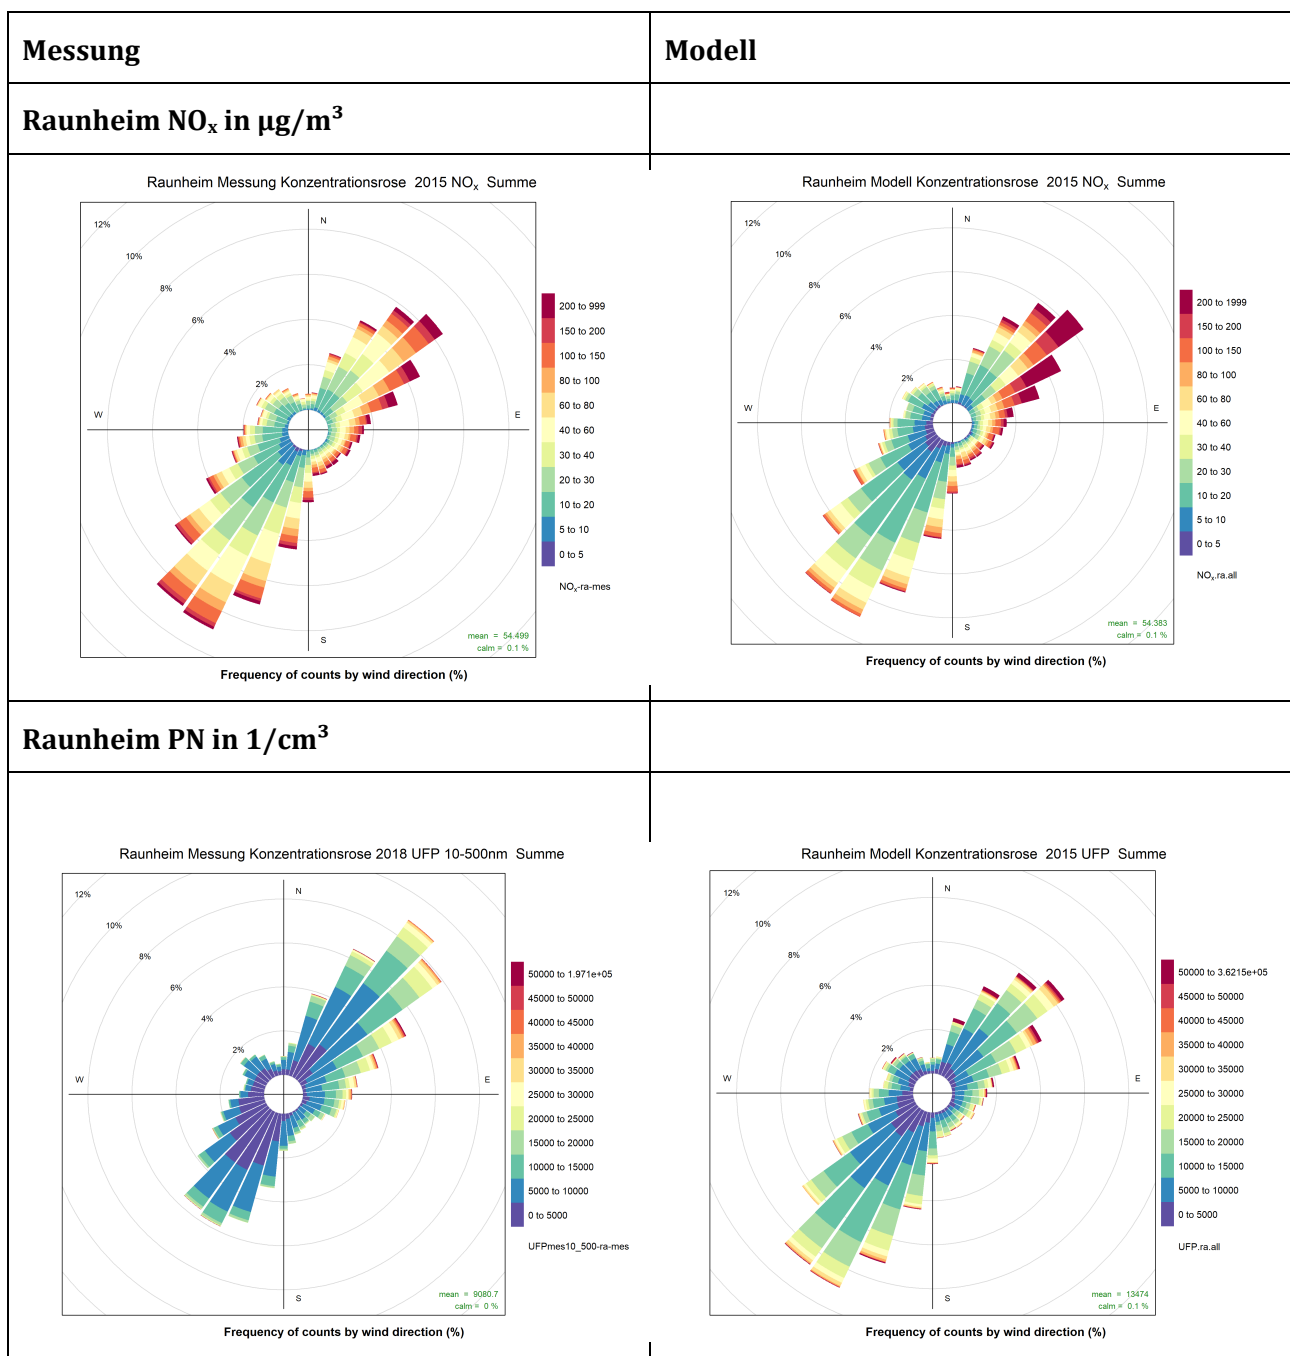 Messung
Modell
Raunheim NOx in µg/m³
Raunheim Messung Konzentrationsrose 2015 NOx Summe
12%
10%
8%
6%
4%
2%
N
W
E
S
200 to 999
150 to 200
100 to 150
80 to 100
60 to 80
40 to 60
30 to 40
20 to 30
10 to 20
5 to 10
0 to 5
NOx-ra-mes
mean = 54.499
calm = 0.1 %
Frequency of counts by wind direction (%)
Raunheim Modell Konzentrationsrose 2015 NOx Summe
12%
10%
8%
6%
4%
2%
N
W
E
S
200 to 1999
150 to 200
100 to 150
80 to 100
60 to 80
40 to 60
30 to 40
20 to 30
10 to 20
5 to 10
0 to 5
NOx.ra.all
mean = 54.383
calm = 0.1 %
Frequency of counts by wind direction (%)
Raunheim PN in 1/cm³
Raunheim Messung Konzentrationsrose 2018 UFP 10-500nm Summe
12%
10%
8%
6%
4%
2%
N
W
E
S
50000 to 1.971e+05
45000 to 50000
40000 to 45000
35000 to 40000
30000 to 35000
25000 to 30000
20000 to 25000
15000 to 20000
10000 to 15000
5000 to 10000
0 to 5000
UFPmes10_500-ra-mes
mean = 9080.7
calm = 0 %
Frequency of counts by wind direction (%)
Raunheim Modell Konzentrationsrose 2015 UFP Summe
12%
10%
8%
6%
4%
2%
N
W
E
S
50000 to 3.6215e+05
45000 to 50000
40000 to 45000
35000 to 40000
30000 to 35000
25000 to 30000
20000 to 25000
15000 to 20000
10000 to 15000
5000 to 10000
0 to 5000
UFP.ra.all
mean = 13474
calm = 0.1 %
Frequency of counts by wind direction (%)